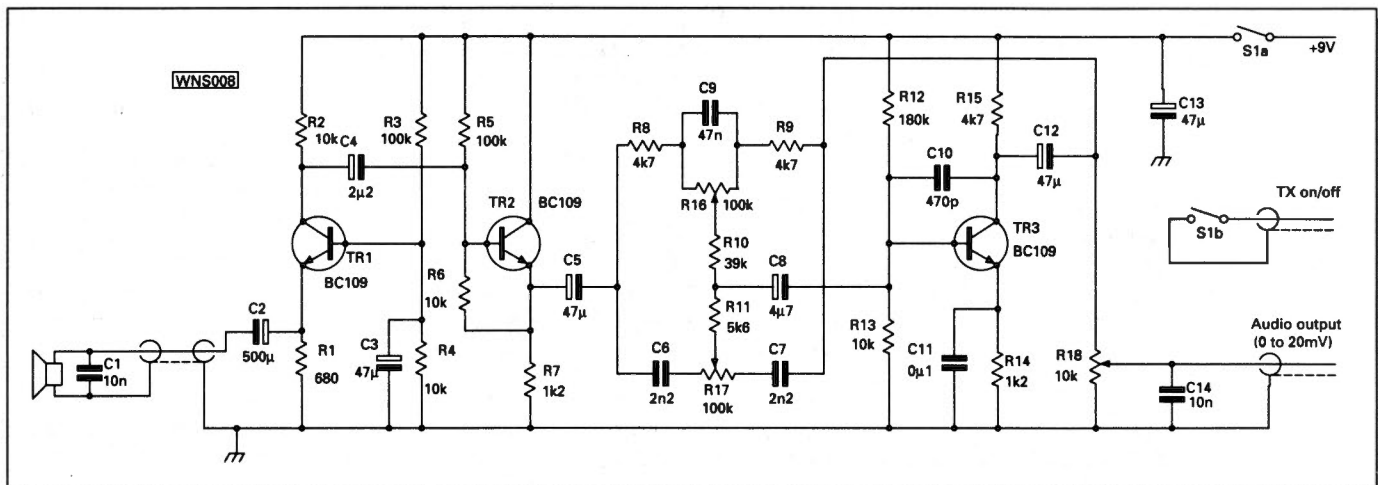 WNS008
S1a
+9V
R2
10k
R3
100k
R5
100k
C4
2µ2
TR1
BC109
TR2
BC109
C2
500µ
C1
10n
R1
680
C3
47µ
R4
10k
R6
10k
R7
1k2
C5
47µ
R8
4k7
C9
47n
R9
4k7
R16
100k
R10
39k
R11
5k6
C8
4µ7
C6
2n2
R17
100k
C7
2n2
R12
180k
R15
4k7
C10
470p
C12
47µ
TR3
BC109
R13
10k
C11
0µ1
R14
1k2
R18
10k
C13
47µ
TX on/off
S1b
Audio output
(0 to 20mV)
C14
10n